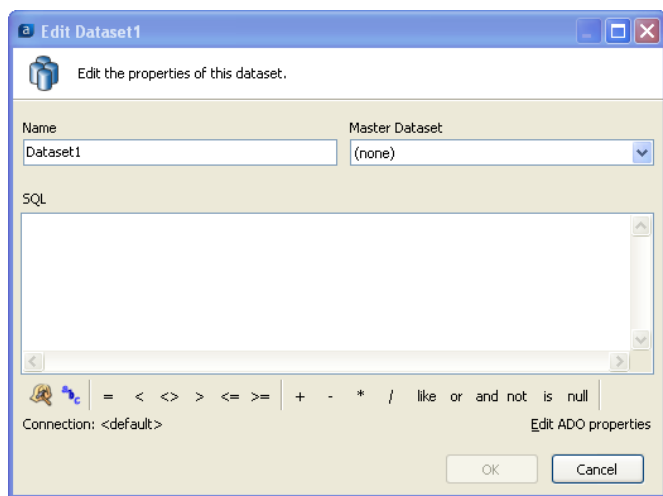 a Edit Dataset1
Edit the properties of this dataset.
Name Master Dataset
Dataset1 (none)
SQL
a b c = < <> > <= >= + - * / like or and not is null
Connection: <default> Edit ADO properties
OK Cancel